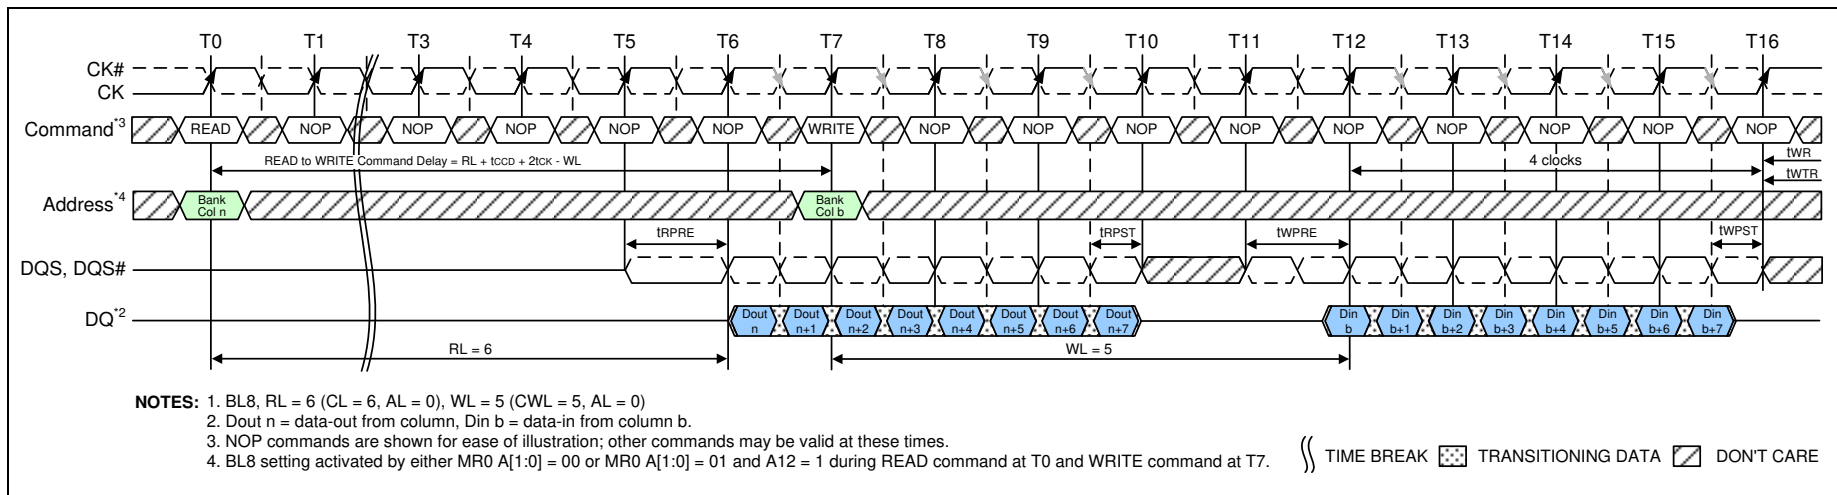 T0 T1 T3 T4 T5 T6 T7 T8 T9 T10 T11 T12 T13 T14 T15 T16
CK#
CK
Command*3 READ NOP NOP NOP NOP NOP WRITE NOP NOP NOP NOP NOP NOP NOP NOP NOP
READ to WRITE Command Delay = RL + tCCD + 2tCK - WL 4 clocks tWR
tWTR
Address*4 Bank Col n Bank Col b
tRPRE tRPST tWPRE tWPST
DQS, DQS#
DQ*2 Dout n Dout n+1 Dout n+2 Dout n+3 Dout n+4 Dout n+5 Dout n+6 Dout n+7 Din b Din b+1 Din b+2 Din b+3 Din b+4 Din b+5 Din b+6 Din b+7
RL = 6 WL = 5
NOTES: 1. BL8, RL = 6 (CL = 6, AL = 0), WL = 5 (CWL = 5, AL = 0)
2. Dout n = data-out from column, Din b = data-in from column b.
3. NOP commands are shown for ease of illustration; other commands may be valid at these times.
4. BL8 setting activated by either MR0 A[1:0] = 00 or MR0 A[1:0] = 01 and A12 = 1 during READ command at T0 and WRITE command at T7.
TIME BREAK TRANSITIONING DATA DON'T CARE